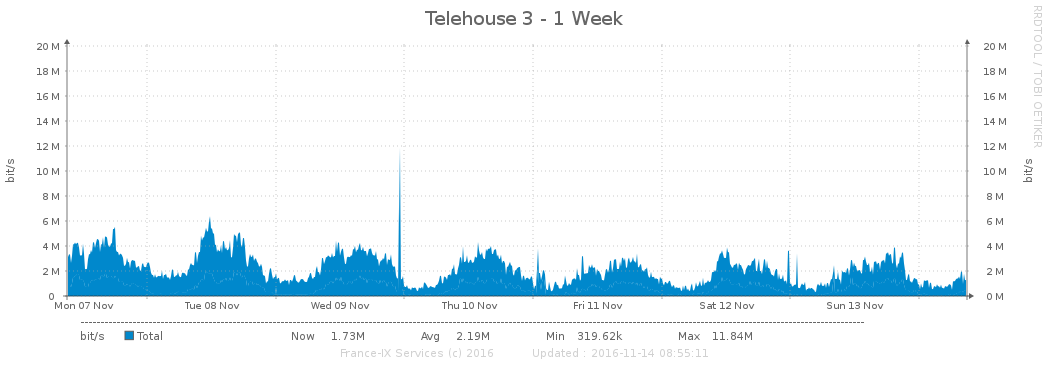 Telehouse 3 - 1 Week
RRDTOOL / TOBI OETIKER
bit/s
20 M 20 M
18 M 18 M
16 M 16 M
14 M 14 M
12 M 12 M
10 M 10 M
8 M 8 M
6 M 6 M
4 M 4 M
2 M 2 M
0 0 M
bit/s
Mon 07 Nov Tue 08 Nov Wed 09 Nov Thu 10 Nov Fri 11 Nov Sat 12 Nov Sun 13 Nov
bit/s Total Now 1.73M Avg 2.19M Min 319.62k Max 11.84M
France-IX Services (c) 2016 Updated : 2016-11-14 08:55:11